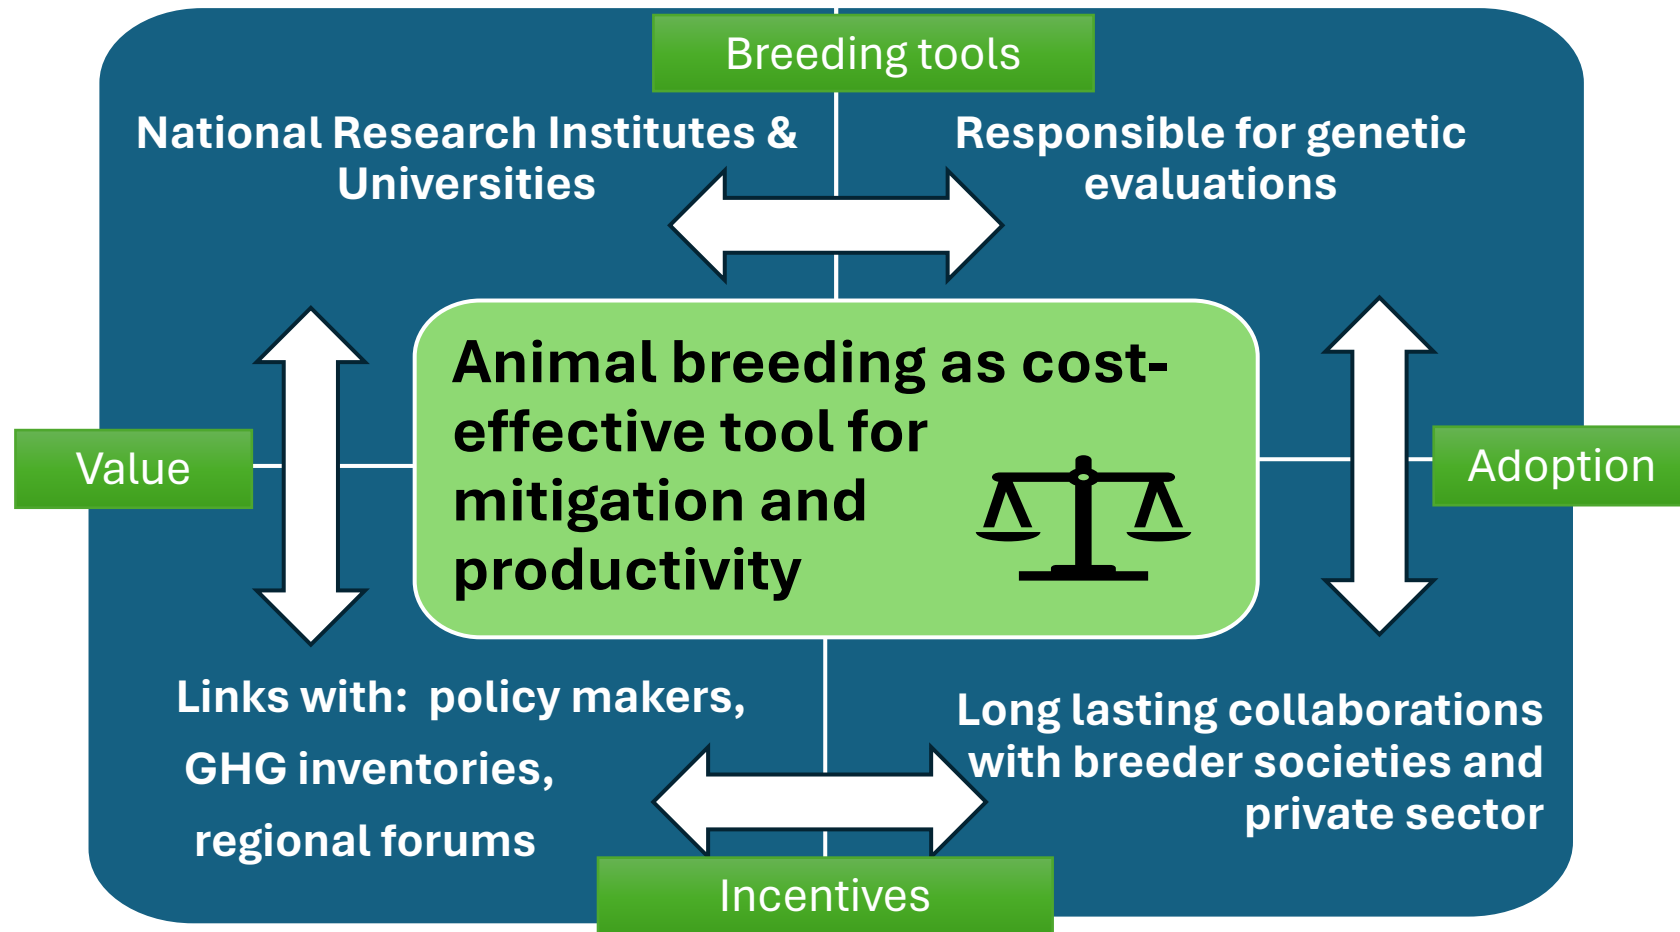 Breeding tools
National Research Institutes &
Universities
Responsible for genetic
evaluations
Animal breeding as cost-
effective tool for
mitigation and
productivity
Value
Adoption
Links with:  policy makers,
GHG inventories,
regional forums
Long lasting collaborations
with breeder societies and
private sector
Incentives